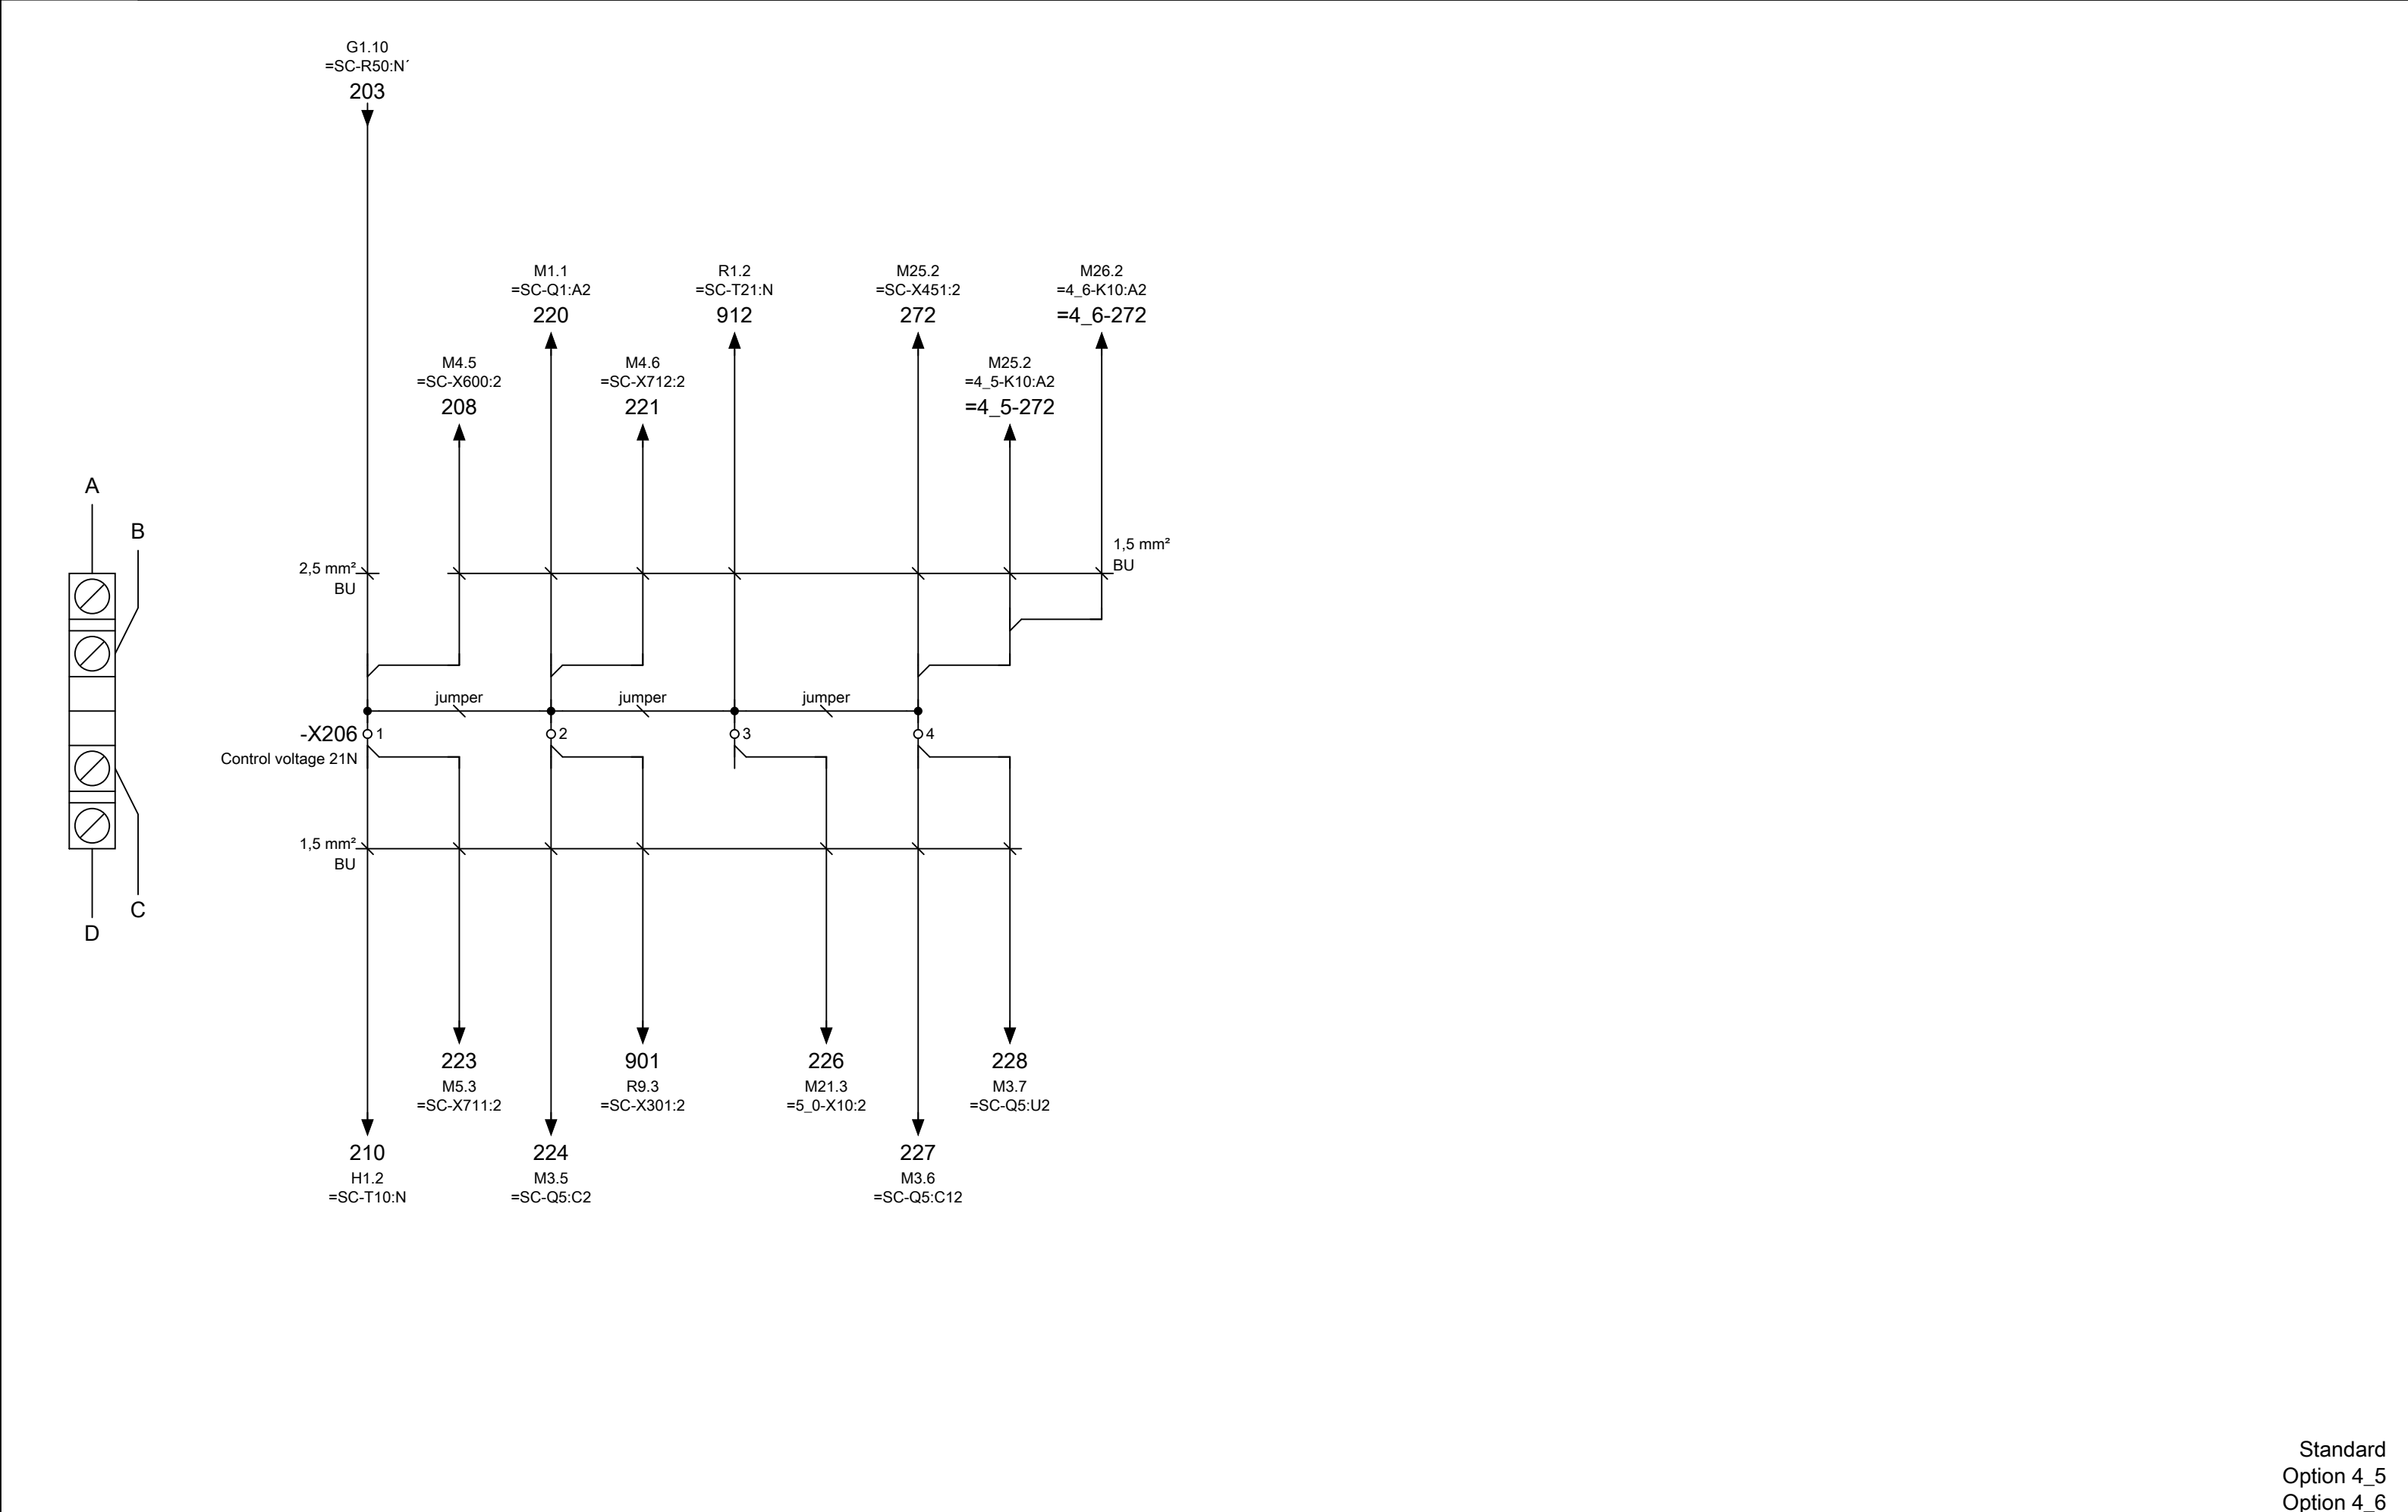 G1.10
=SC-R50:N´
203
M1.1
=SC-Q1:A2
220
R1.2
=SC-T21:N
912
M25.2
=SC-X451:2
272
M26.2
=4_6-K10:A2
=4_6-272
M4.5
=SC-X600:2
208
M4.6
=SC-X712:2
221
M25.2
=4_5-K10:A2
=4_5-272
A
B
2,5 mm²
BU
1,5 mm²
BU
jumper
jumper
jumper
-X206
1
2
3
4
Control voltage 21N
1,5 mm²
BU
C
D
223
M5.3
=SC-X711:2
901
R9.3
=SC-X301:2
226
M21.3
=5_0-X10:2
228
M3.7
=SC-Q5:U2
210
H1.2
=SC-T10:N
224
M3.5
=SC-Q5:C2
227
M3.6
=SC-Q5:C12
Standard
Option 4_5
Option 4_6